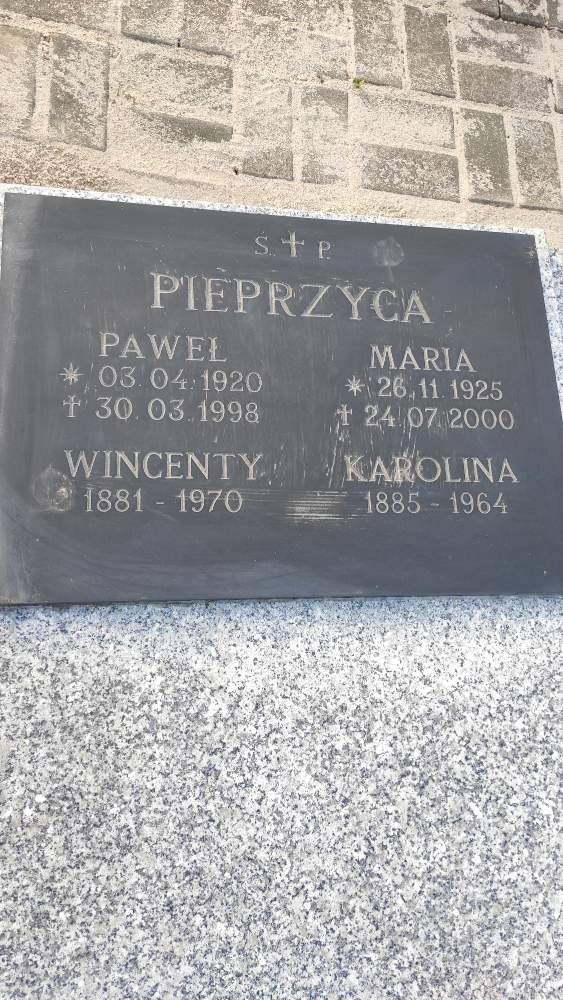 Ś † P.
PIEPRZYCA
PAWEŁ
* 03.04.1920
† 30.03.1998
MARIA
* 26.11.1925
† 24.07.2000
WINCENTY
1881 - 1970
KAROLINA
1885 - 1964